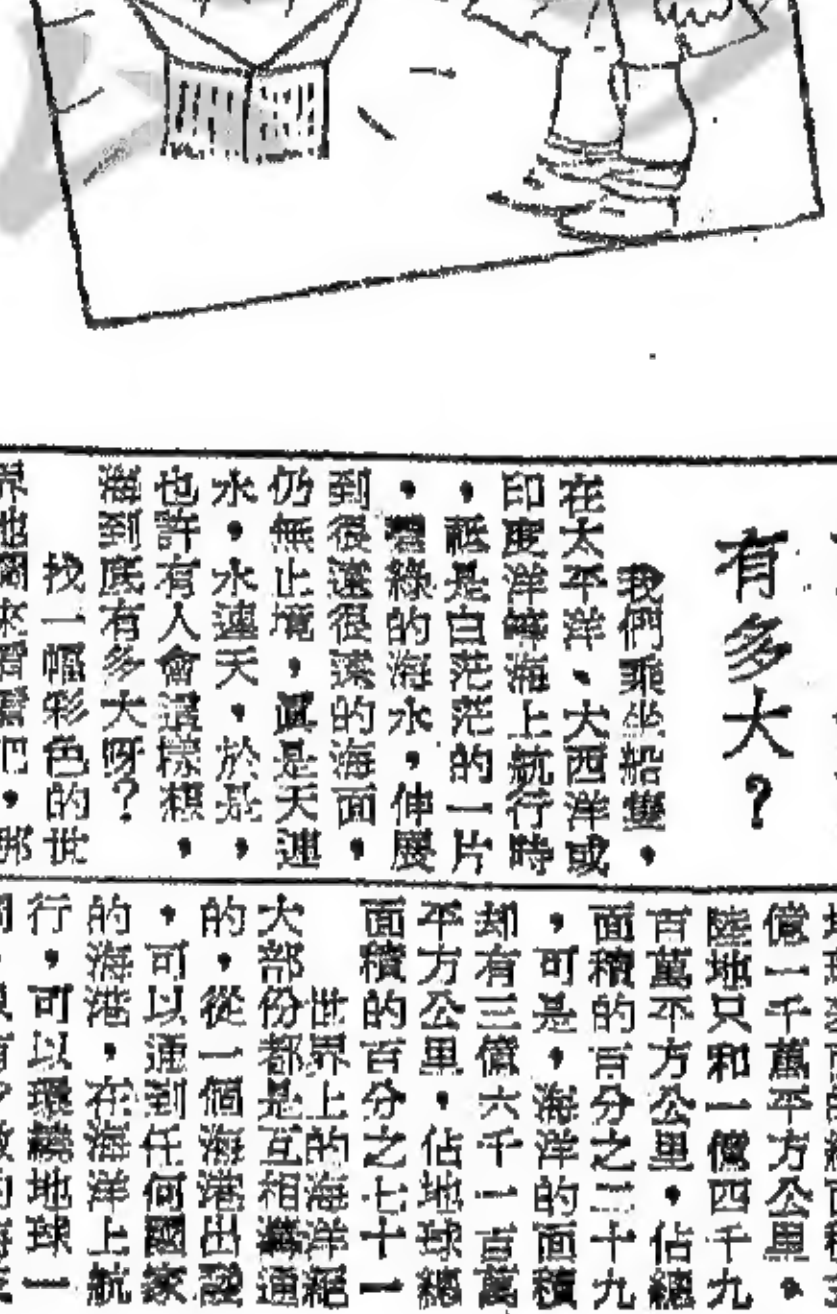 有多大？
我們乘坐船隻，
在太平洋、大西洋或
印度洋等海上航行時
，祗是白茫茫的一片
，碧綠的海水，伸展
到很遠很遠的海面，
仍無止境，真是天連
水，水連天，於是，
也許有人會這樣想，
海到底有多大呀？
找一幅彩色的世
界地圖來看看吧，那
億一千萬平方公里。
陸地只和一億四千九
百萬平方公里，佔總
面積的百分之二十九
，可是，海洋的面積
却有三億六千一百萬
平方公里，佔地球總
面積的百分之七十一
世界上的海洋絕
大部份都是互相溝通
的，從一個海港出發
，可以通到任何國家
的海港，在海洋上航
行，可以環繞地球一